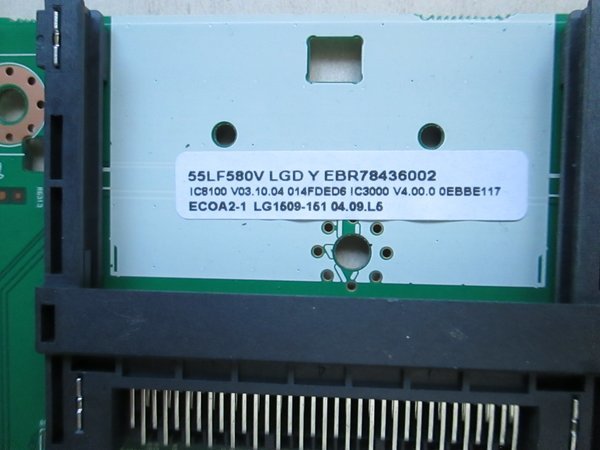 55LF580V LGD Y EBR78436002
IC8100 V03.10.04 014FDED6 IC3000 V4.00.0 0EBBE117
ECOA2-1 LG1509-151 04.09.L5